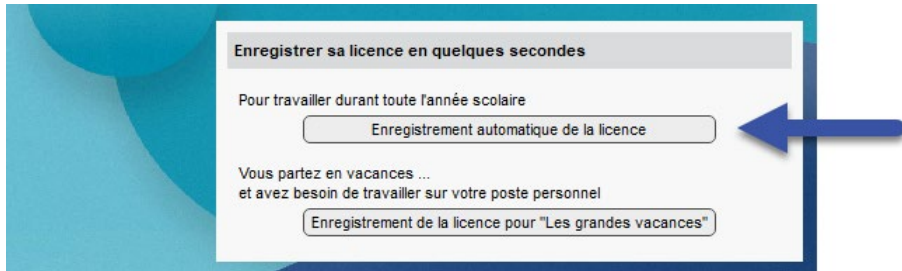 Enregistrer sa licence en quelques secondes
Pour travailler durant toute l'année scolaire
Enregistrement automatique de la licence
Vous partez en vacances ...
et avez besoin de travailler sur votre poste personnel
Enregistrement de la licence pour "Les grandes vacances"